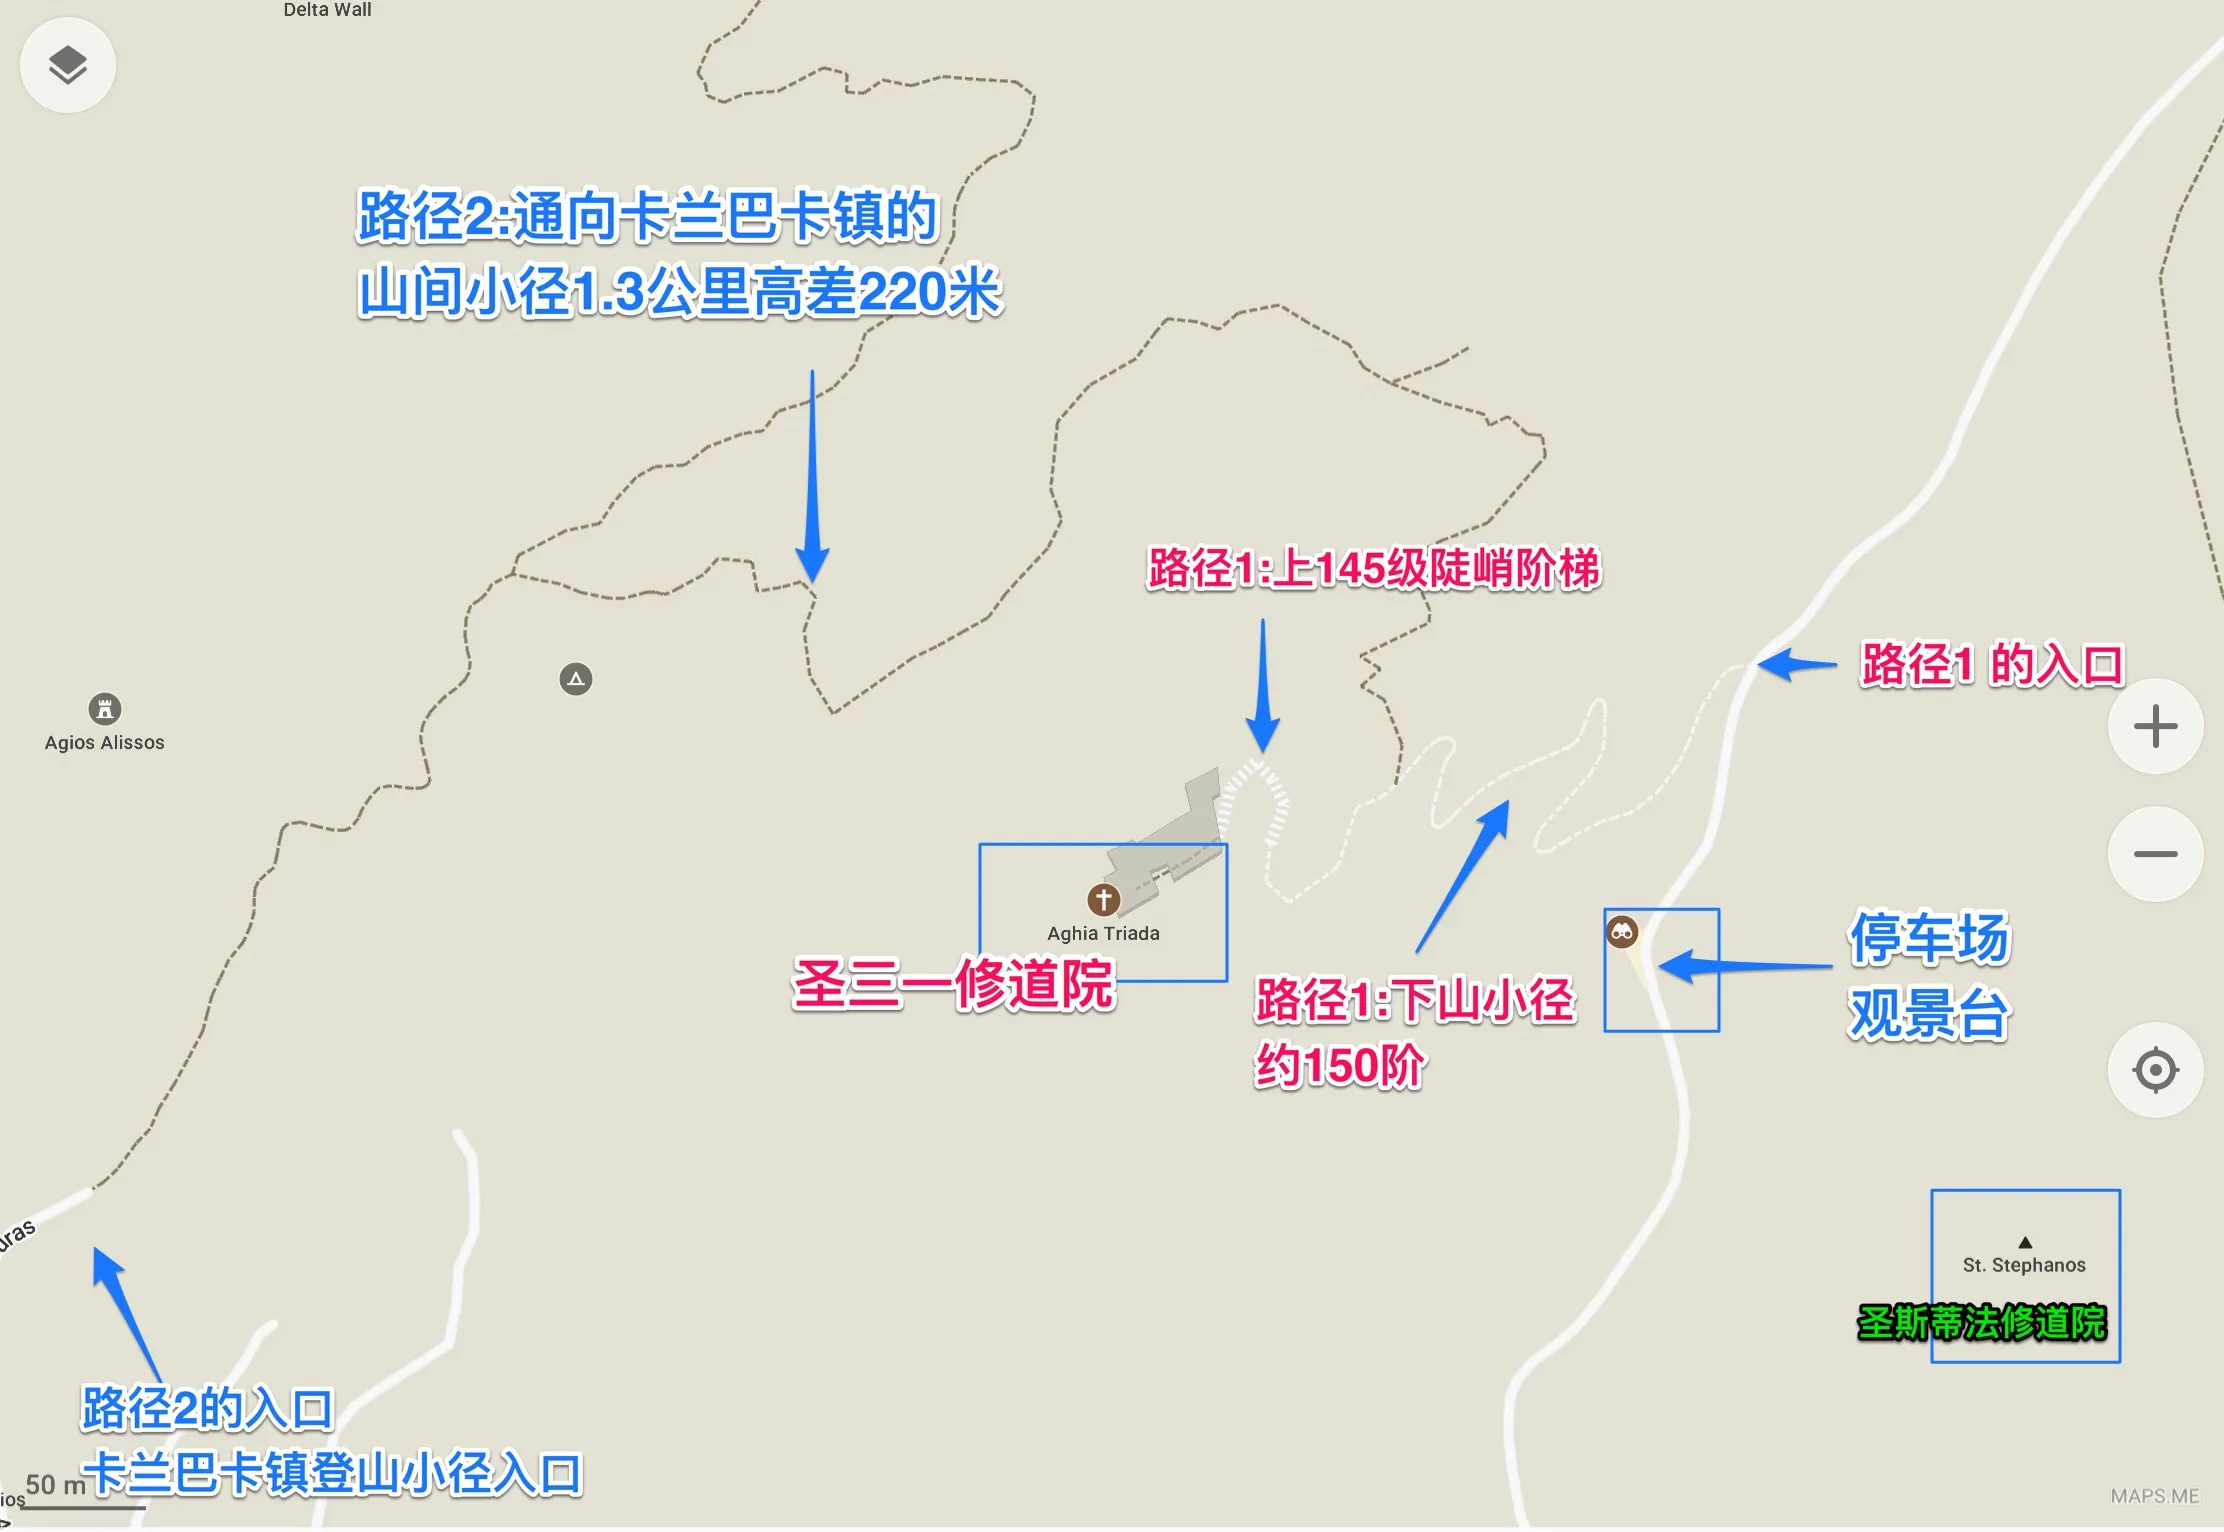 Delta Wall
路径2:通向卡兰巴卡镇的
山间小径1.3公里高差220米
路径1:上145级陡峭阶梯
路径1 的入口
Agios Alissos
Aghia Triada
圣三一修道院
路径1:下山小径
约150阶
停车场
观景台
St. Stephanos
圣斯蒂法修道院
路径2的入口
卡兰巴卡镇登山小径入口
50 m
MAPS.ME